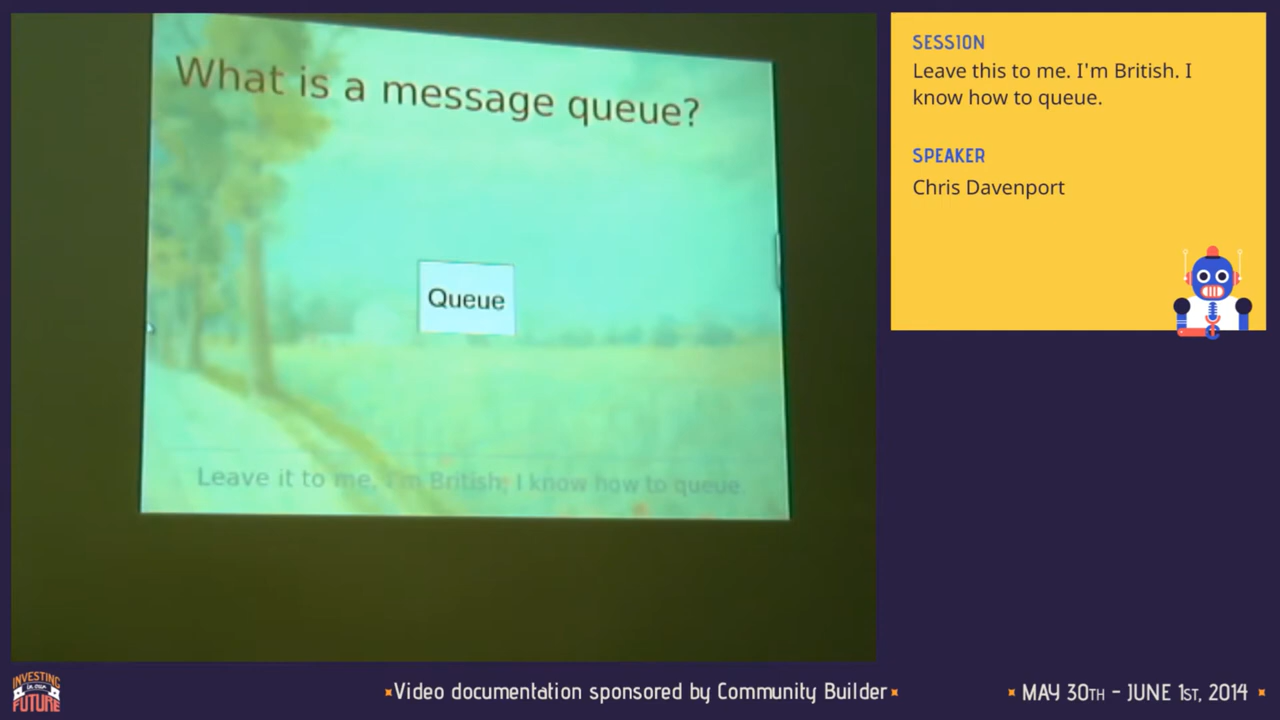 What is a message queue?
Queue
Leave it to me, I'm British, I know how to queue
SESSION
Leave this to me. I'm British. I
know how to queue.
SPEAKER
Chris Davenport
INVESTING
IN OUR
FUTURE
Video documentation sponsored by Community Builder
MAY 30TH - JUNE 1ST, 2014